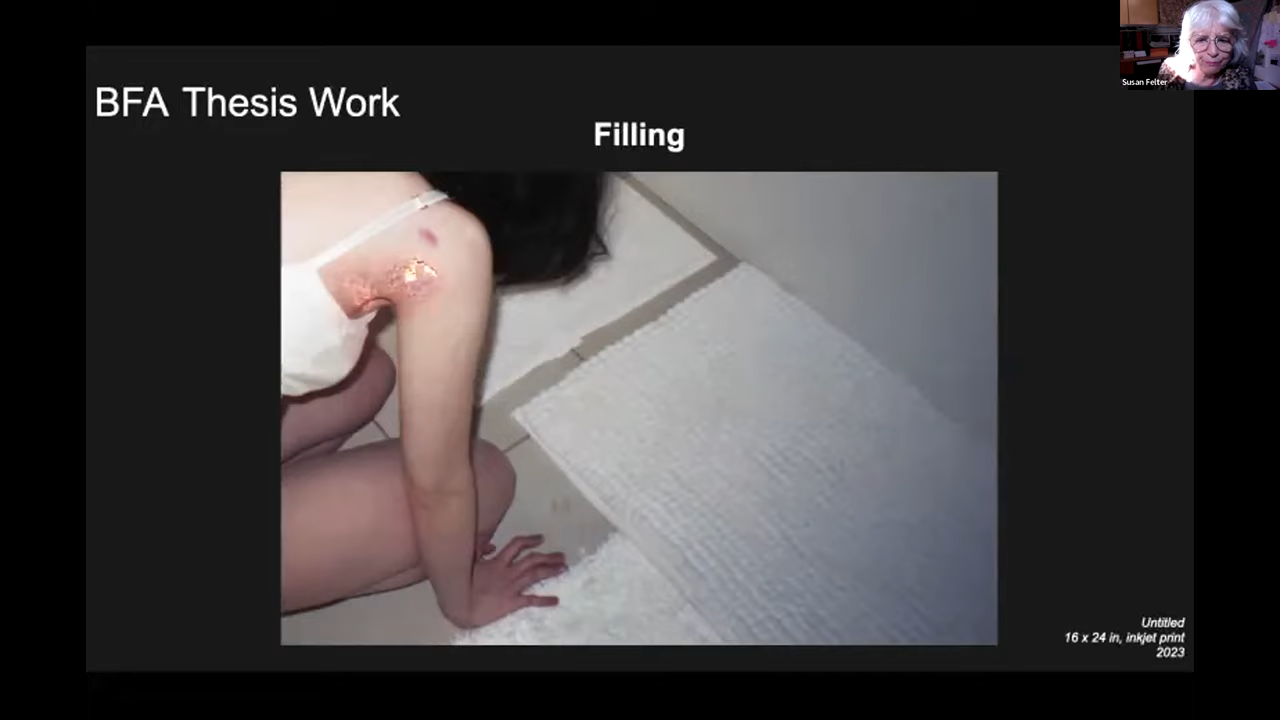 BFA Thesis Work
Filling
Susan Felter
Untitled
16 x 24 in, inkjet print
2023